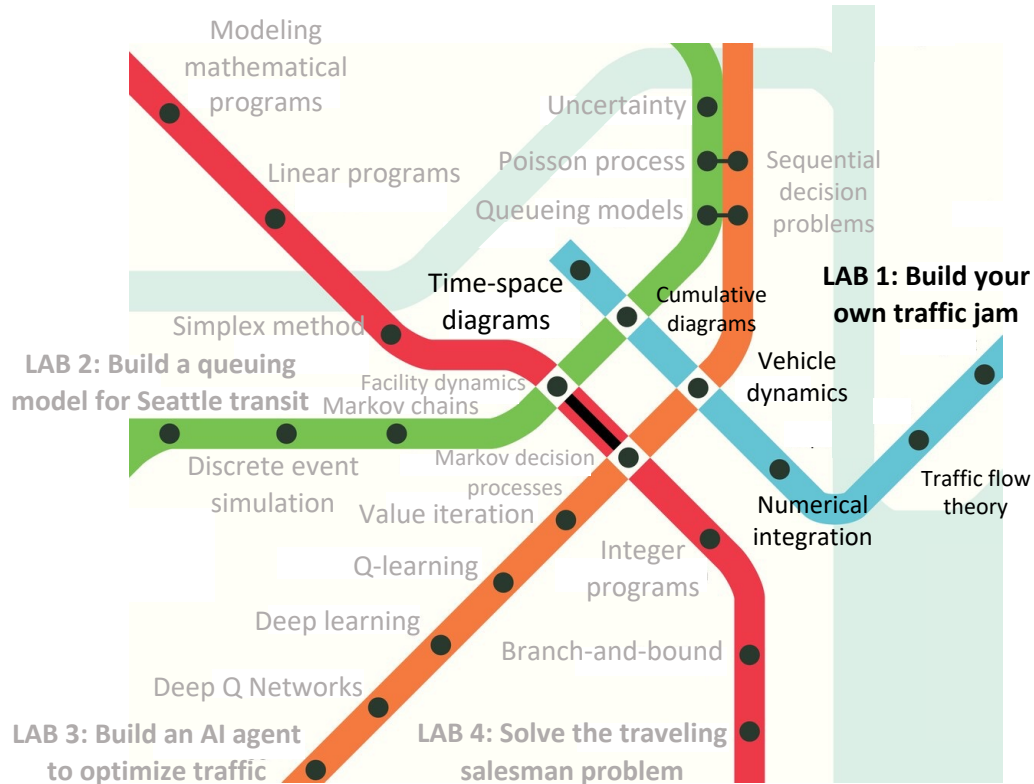 Modeling
mathematical
programs
Uncertainty
Linear programs
Poisson process
Sequential
decision
problems
Queueing models
Time-space
diagrams
Cumulative
diagrams
LAB 1: Build your
own traffic jam
Simplex method
LAB 2: Build a queuing
model for Seattle transit
Facility dynamics
Markov chains
Vehicle
dynamics
Discrete event
simulation
Markov decision
processes
Traffic flow
theory
Value iteration
Numerical
integration
Q-learning
Integer
programs
Deep learning
Branch-and-bound
Deep Q Networks
LAB 3: Build an AI agent
to optimize traffic
LAB 4: Solve the traveling
salesman problem